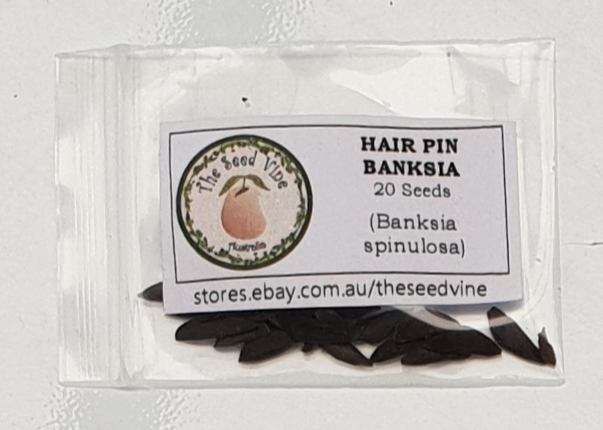 The Seed Vine
Australia
HAIR PIN
BANKSIA
20 Seeds
(Banksia
spinulosa)
stores.ebay.com.au/theseedvine